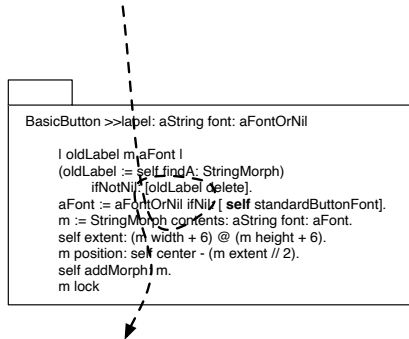 BasicButton >>label: aString font: aFontOrNil
| oldLabel m aFont |
(oldLabel := self findA: StringMorph)
ifNotNil: [oldLabel delete].
aFont := aFontOrNil ifNil: [ self standardButtonFont].
m := StringMorph contents: aString font: aFont.
self extent: (m width + 6) @ (m height + 6).
m position: self center - (m extent // 2).
self addMorph: m.
m lock